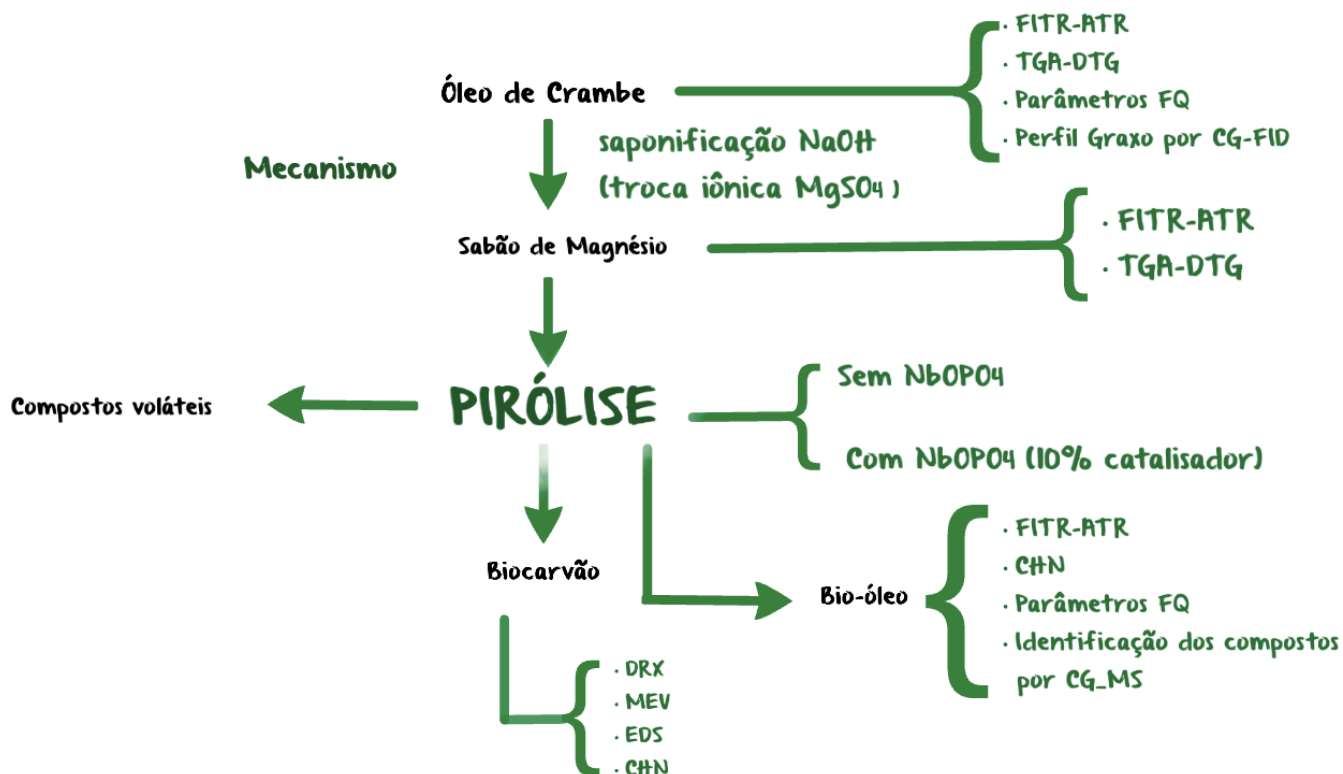 Óleo de Crambe
· FITR-ATR
· TGA-DTG
· Parâmetros FQ
· Perfil Graxo por CG-FID
Mecanismo
saponificação NaOH
(troca iônica MgSO4)
Sabão de Magnésio
· FITR-ATR
· TGA-DTG
Compostos voláteis
PIRÓLISE
Sem NbOPO4
Com NbOPO4 (10% catalisador)
Biocarvão
· DRX
· MEV
· EDS
· CHN
Bio-óleo
· FITR-ATR
· CHN
· Parâmetros FQ
· Identificação dos compostos
por CG_MS